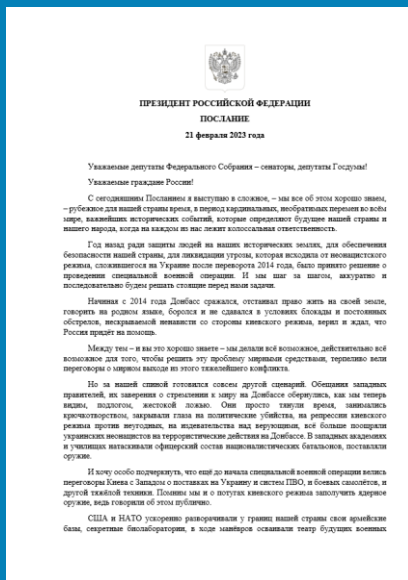 ПРЕЗИДЕНТ РОССИЙСКОЙ ФЕДЕРАЦИИ
ПОСЛАНИЕ
21 февраля 2023 года
Уважаемые депутаты Федерального Собрания – сенаторы, депутаты Госдумы!
Уважаемые граждане России!
С сегодняшним Посланием я выступаю в сложное, – мы все об этом хорошо знаем,
– рубежное для нашей страны время, в период кардинальных, необратимых перемен во всём
мире, важнейших исторических событий, которые определяют будущее нашей страны и
нашего народа, когда на каждом из нас лежит колоссальная ответственность.
Год назад ради защиты людей на наших исторических землях, для обеспечения
безопасности нашей страны, для ликвидации угрозы, которая исходила от неонацистского
режима, сложившегося на Украине после переворота 2014 года, было принято решение о
проведении специальной военной операции. И мы шаг за шагом, аккуратно и
последовательно будем решать стоящие перед нами задачи.
Начиная с 2014 года Донбасс сражался, отстаивал право жить на своей земле,
говорить на родном языке, боролся и не сдавался в условиях блокады и постоянных
обстрелов, нескрываемой ненависти со стороны киевского режима, верил и ждал, что
Россия придёт на помощь.
Между тем – и вы это хорошо знаете – мы делали всё возможное, действительно всё
возможное для того, чтобы решить эту проблему мирными средствами, терпеливо вели
переговоры о мирном выходе из этого тяжелейшего конфликта.
Но за нашей спиной готовился совсем другой сценарий. Обещания западных
правителей, их заверения о стремлении к миру на Донбассе обернулись, как мы теперь
видим, подлогом, жестокой ложью. Они просто тянули время, занимались
крючкотворством, закрывали глаза на политические убийства, на репрессии киевского
режима против неугодных, на издевательства над верующими, всё больше поощряли
украинских неонацистов на террористические действия на Донбассе. В западных академиях
и училищах натаскивали офицерский состав националистических батальонов, поставляли
оружие.
И хочу особо подчеркнуть, что ещё до начала специальной военной операции велись
переговоры Киева с Западом о поставках на Украину и систем ПВО, и боевых самолётов, и
другой тяжёлой техники. Помним мы и о потугах киевского режима заполучить ядерное
оружие, ведь говорили об этом публично.
США и НАТО ускоренно разворачивали у границ нашей страны свои армейские
базы, секретные биолаборатории, в ходе манёвров осваивали театр будущих военных